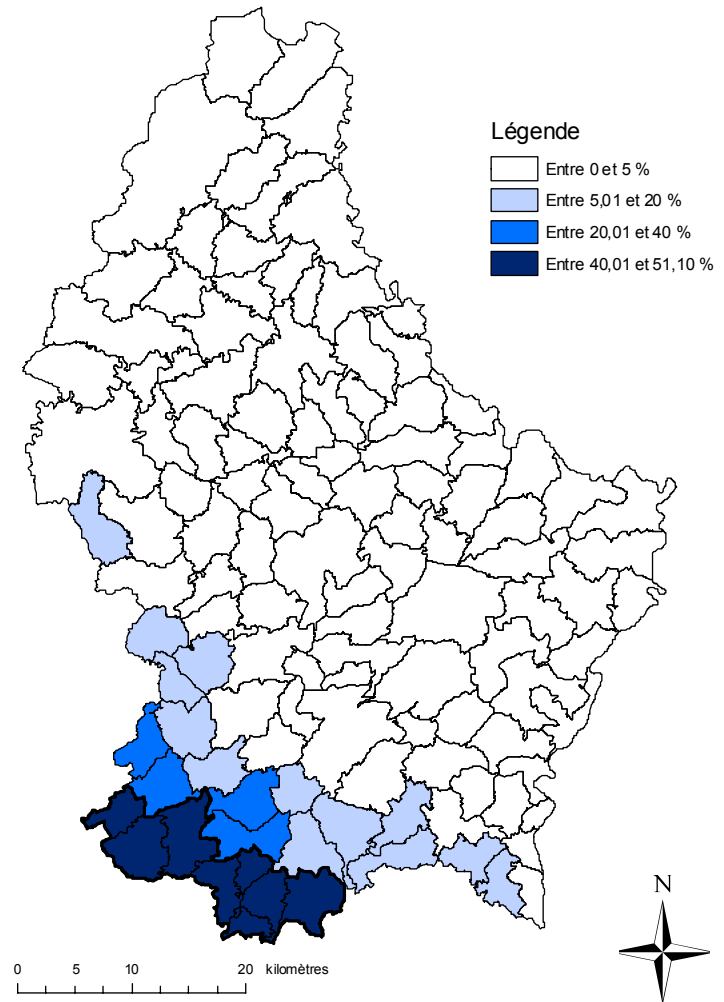 Légende
Entre 0 et 5 %
Entre 5,01 et 20 %
Entre 20,01 et 40 %
Entre 40,01 et 51,10 %
N
0 5 10 20 kilomètres